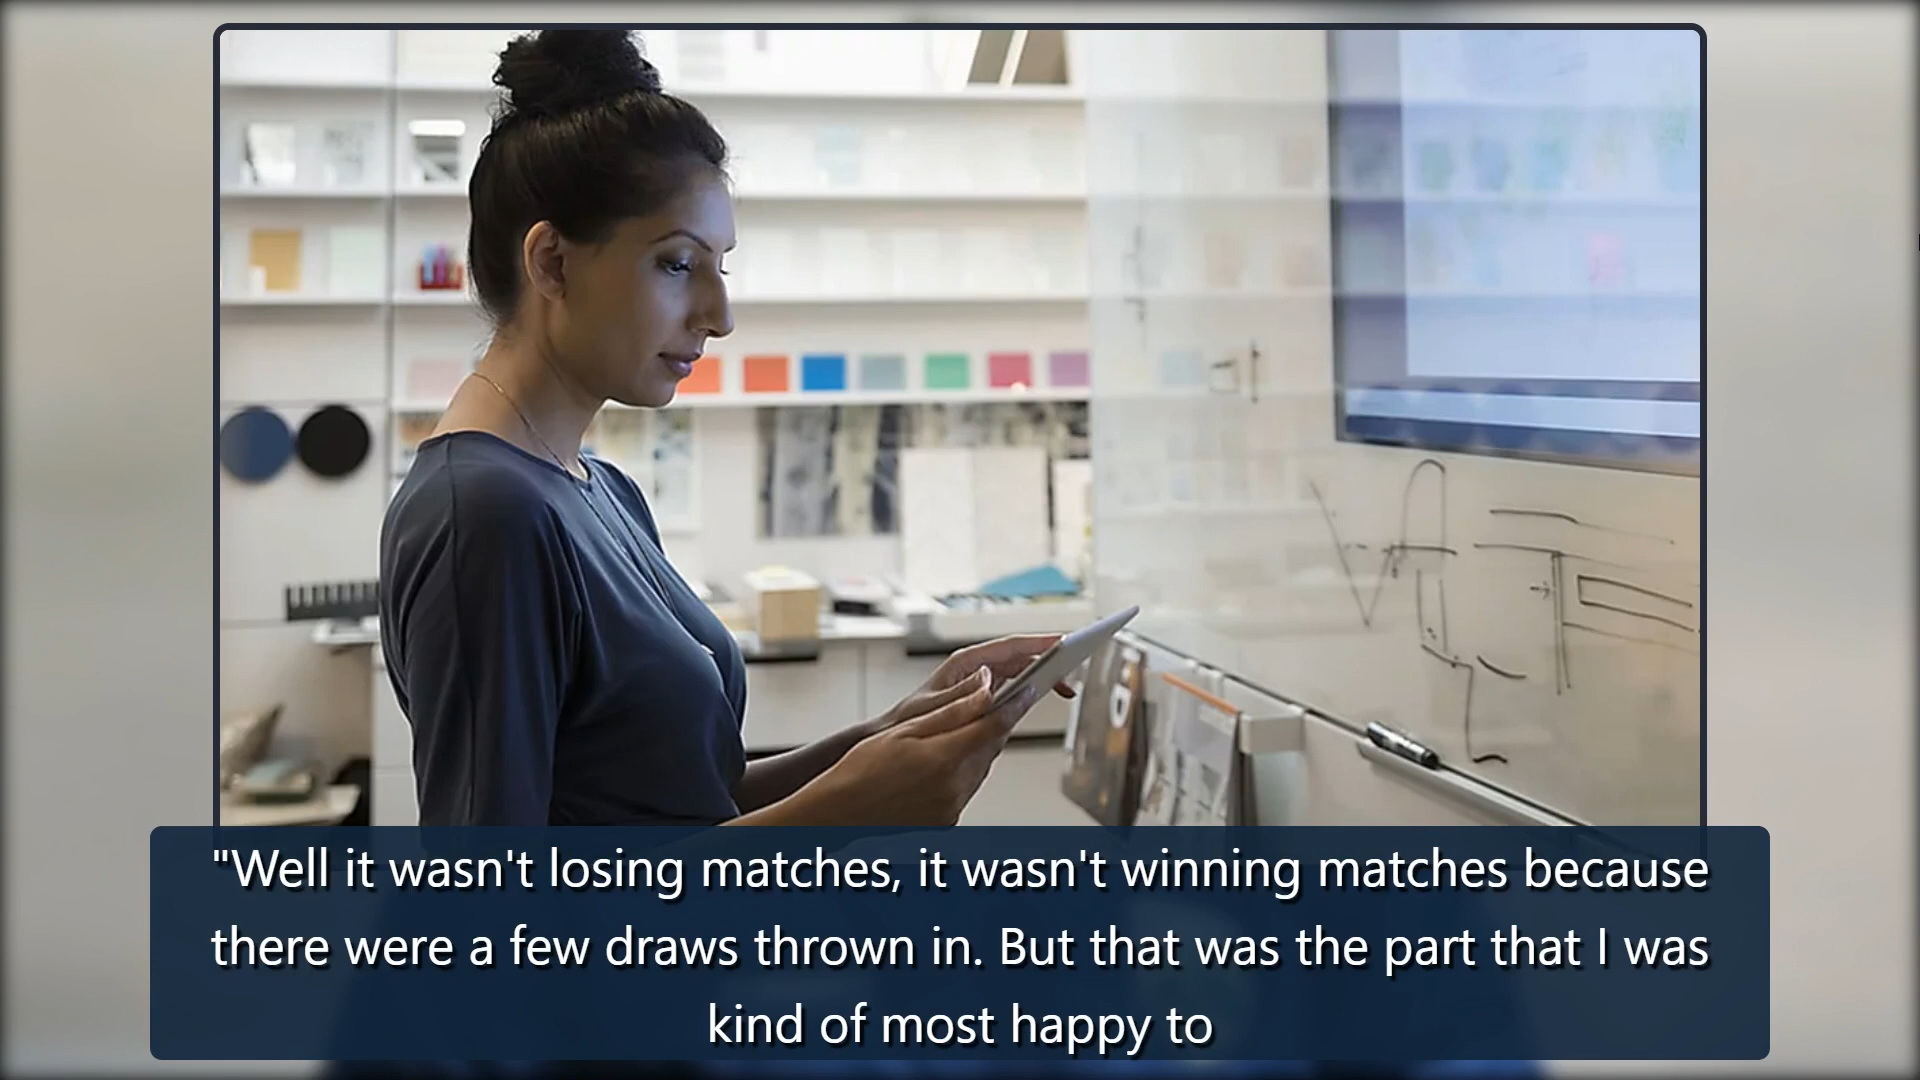 "Well it wasn't losing matches, it wasn't winning matches because
there were a few draws thrown in. But that was the part that I was
kind of most happy to